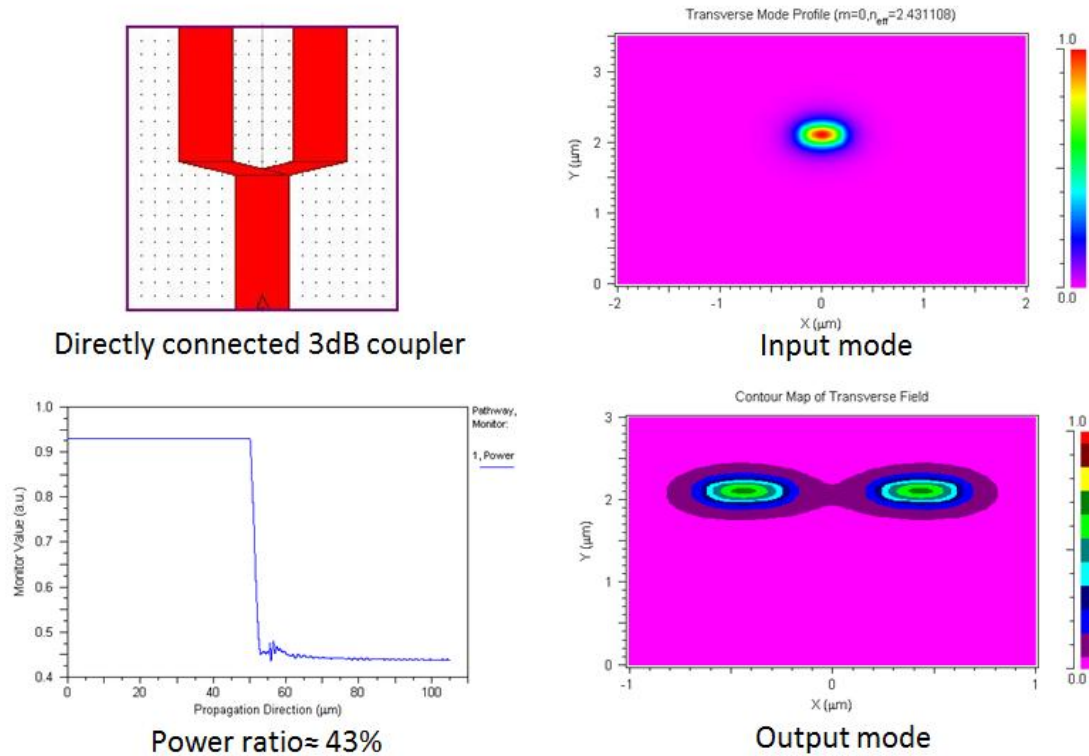 Transverse Mode Profile (m=0,n_eff=2.431108)
1.0
3
2
1
0
Y (µm)
-2
-1
0
1
2
X (µm)
0.0
Directly connected 3dB coupler
Input mode
1.0
0.9
0.8
0.7
0.6
0.5
0.4
Monitor Value (a.u.)
0
20
40
60
80
100
Propagation Direction (µm)
Pathway,
Monitor:
1, Power
Contour Map of Transverse Field
1.0
3
2
1
0
Y (µm)
-1
0
1
X (µm)
0.0
Power ratio≈ 43%
Output mode